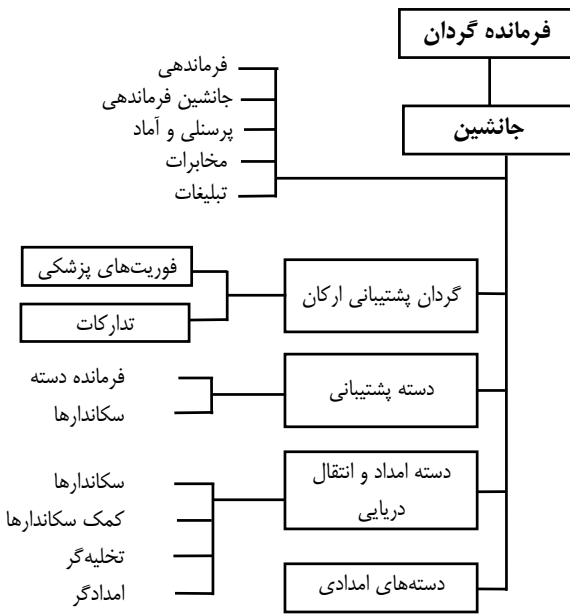 فرمانده گردان
جانشین
فرماندهی
جانشین فرماندهی
پرسنلی و آماد
مخابرات
تبلیغات
گردان پشتیبانی ارکان
فوریت‌های پزشکی
تدارکات
دسته پشتیبانی
فرمانده دسته
سکاندارها
دسته امداد و انتقال
دریایی
سکاندارها
کمک سکاندارها
تخلیه‌گر
امدادگر
دسته‌های امدادی